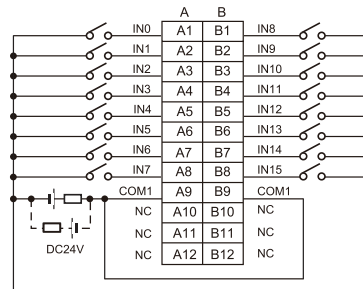 A B
IN0 A1 B1 IN8
IN1 A2 B2 IN9
IN2 A3 B3 IN10
IN3 A4 B4 IN11
IN4 A5 B5 IN12
IN5 A6 B6 IN13
IN6 A7 B7 IN14
IN7 A8 B8 IN15
COM1 A9 B9 COM1
NC A10 B10 NC
NC A11 B11 NC
NC A12 B12 NC
DC24V